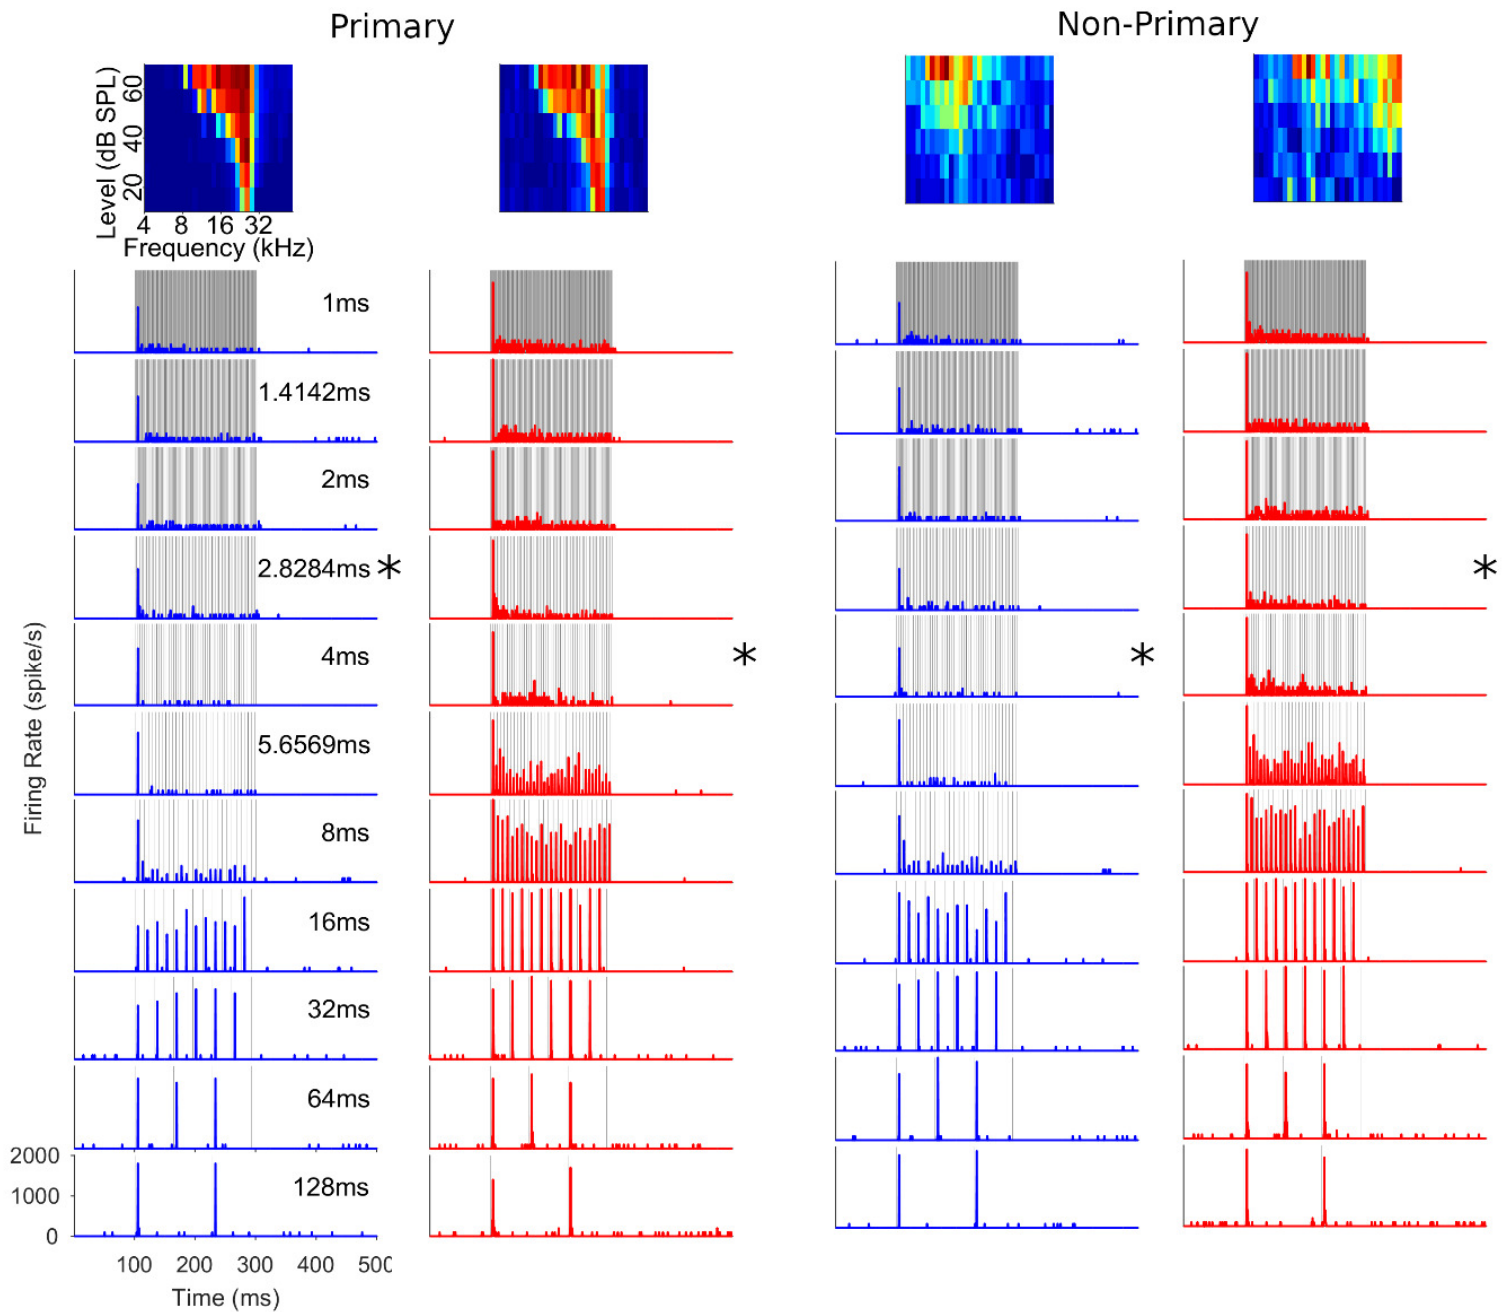 Primary
Non-Primary
Level (dB SPL)
60
40
20
4 8 16 32
Frequency (kHz)
1ms
1.4142ms
2ms
2.8284ms *
*
4ms
*
*
5.6569ms
8ms
16ms
32ms
64ms
128ms
Firing Rate (spike/s)
2000
1000
0
100 200 300 400 500
Time (ms)